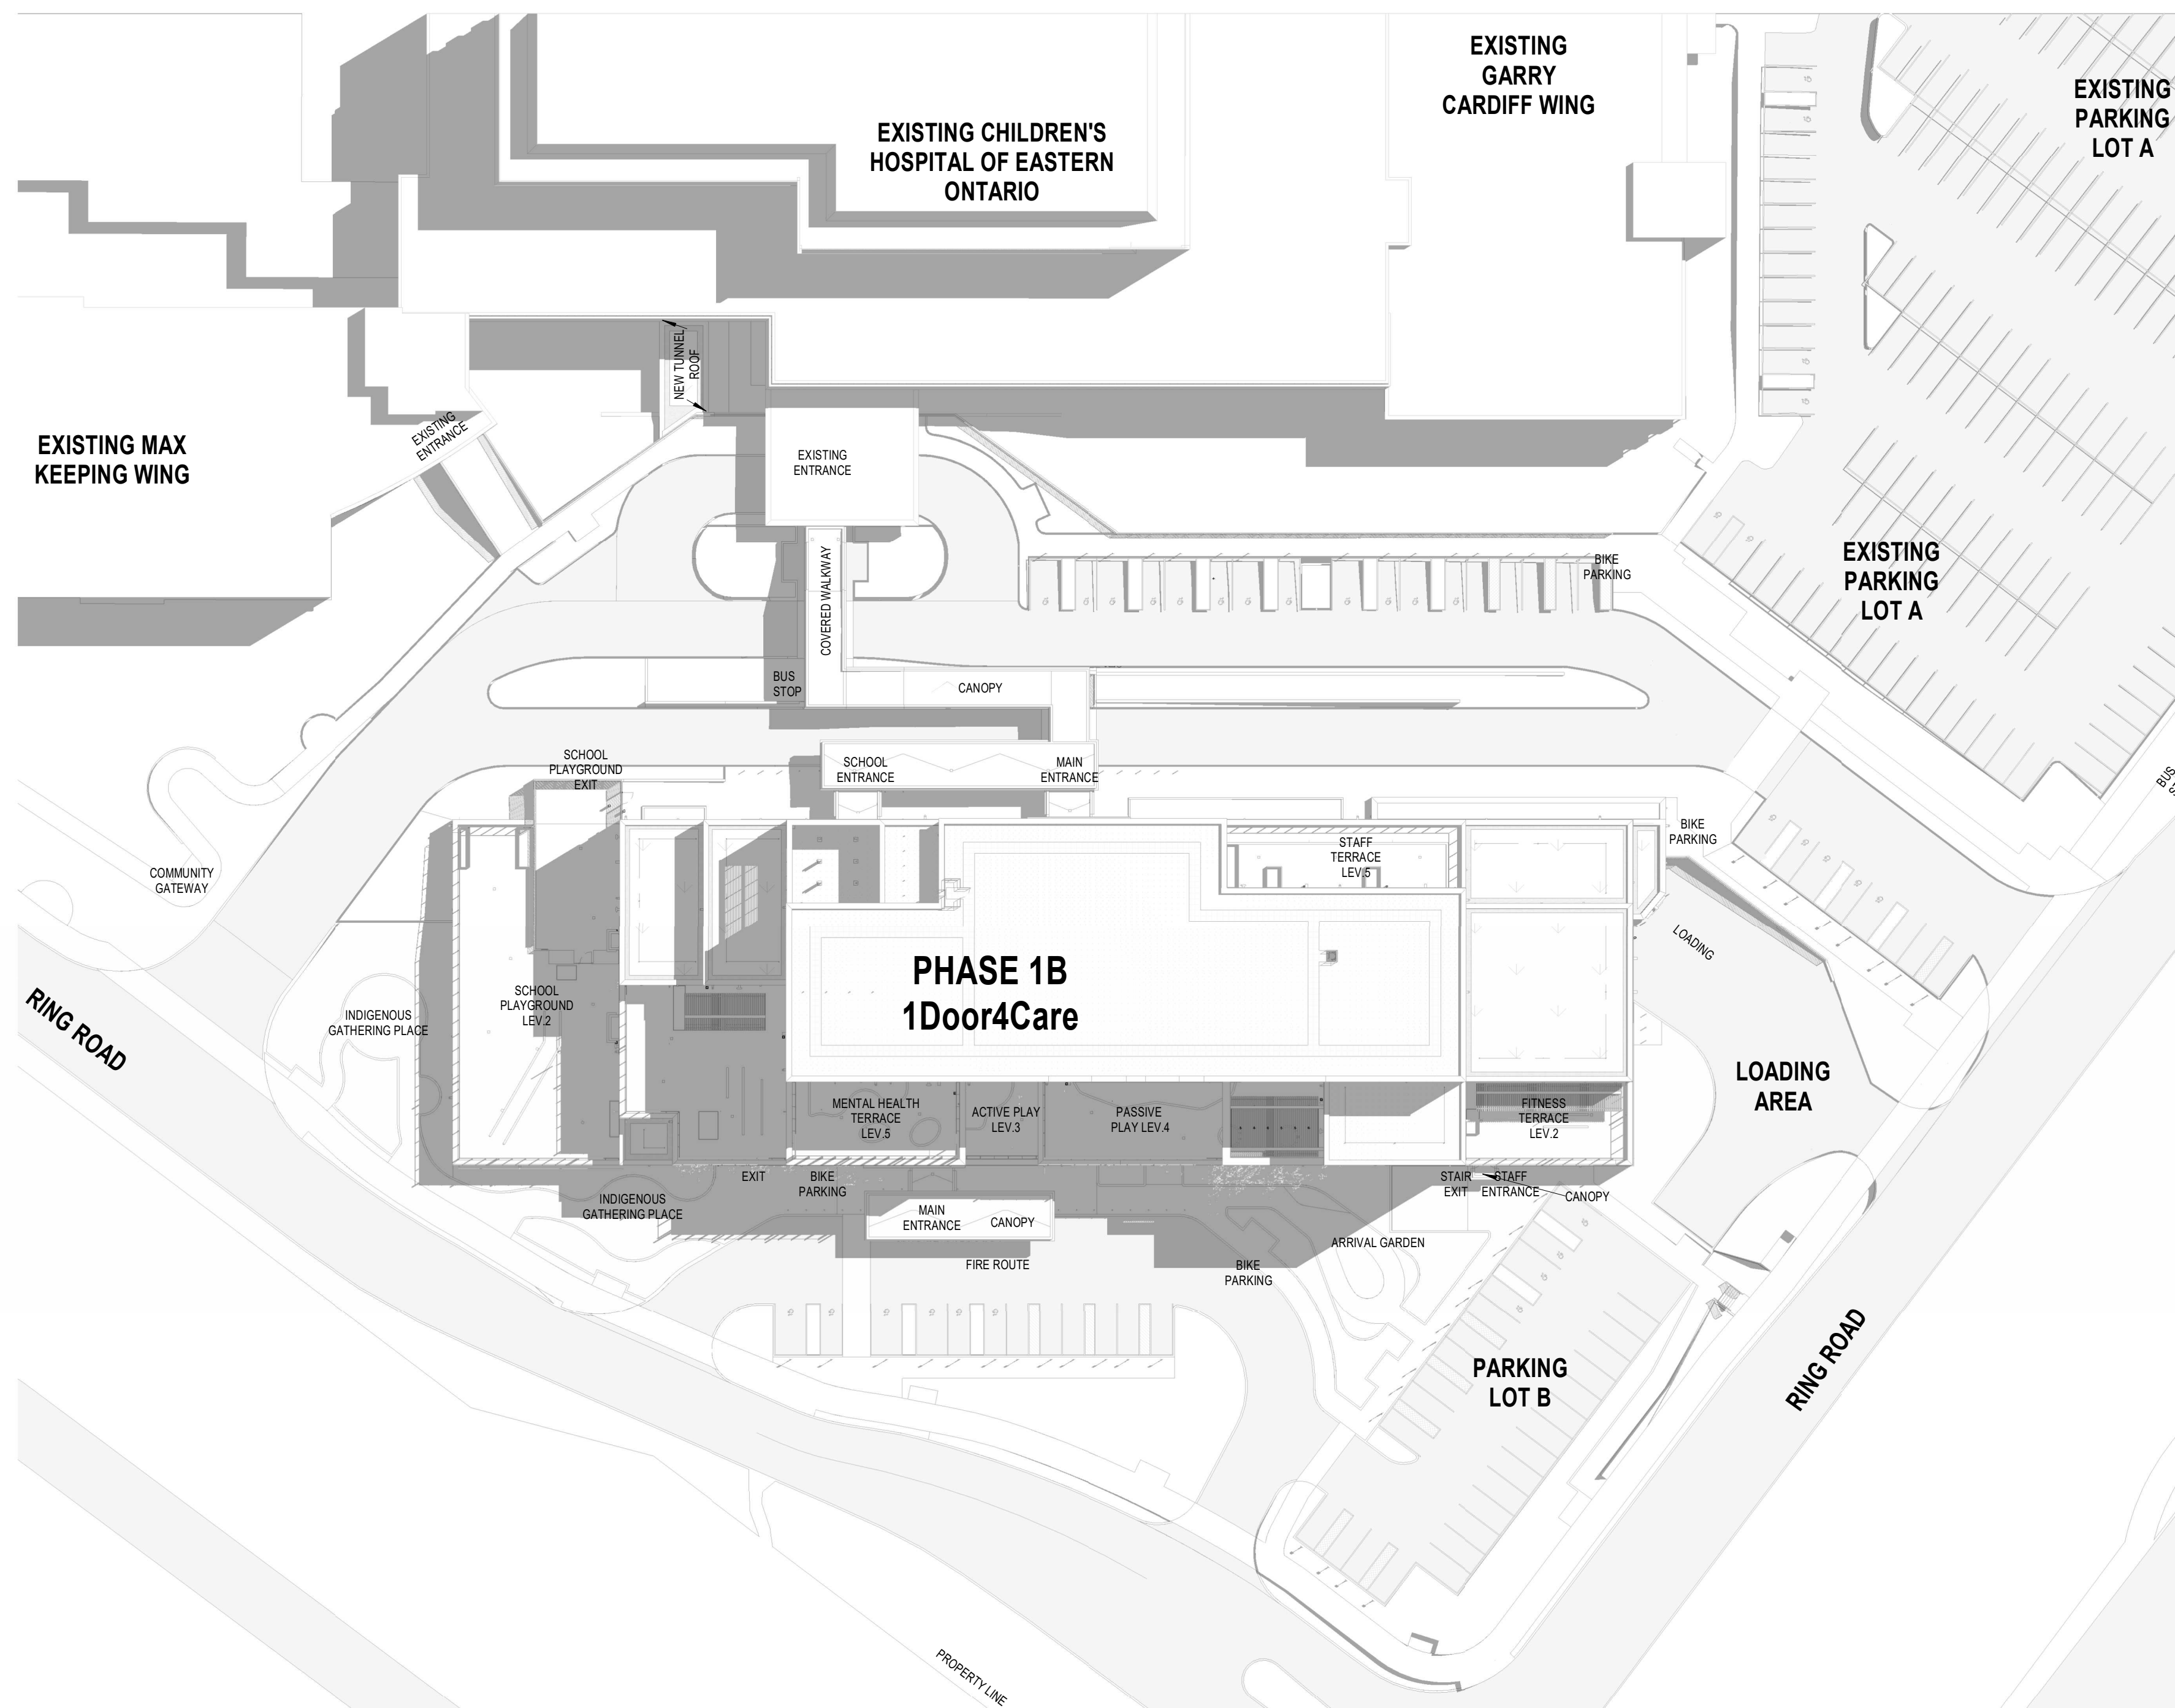 EXISTING
GARRY
CARDIFF WING
EXISTING
PARKING
LOT A
EXISTING CHILDREN'S
HOSPITAL OF EASTERN
ONTARIO
NEW TUNNEL
ROOF
EXISTING
ENTRANCE
EXISTING MAX
KEEPING WING
EXISTING
ENTRANCE
COVERED WALKWAY
BIKE
PARKING
EXISTING
PARKING
LOT A
BUS
STOP
CANOPY
SCHOOL
PLAYGROUND
EXIT
SCHOOL
ENTRANCE
MAIN
ENTRANCE
BUS
BIKE
PARKING
STAFF
TERRACE
LEV.5
COMMUNITY
GATEWAY
LOADING
PHASE 1B
1Door4Care
SCHOOL
PLAYGROUND
LEV.2
INDIGENOUS
GATHERING PLACE
RING ROAD
LOADING
AREA
MENTAL HEALTH
TERRACE
LEV.5
ACTIVE PLAY
LEV.3
PASSIVE
PLAY LEV.4
FITNESS
TERRACE
LEV.2
EXIT
BIKE
PARKING
STAIR
EXIT
STAFF
ENTRANCE
CANOPY
INDIGENOUS
GATHERING PLACE
MAIN
ENTRANCE
CANOPY
ARRIVAL GARDEN
FIRE ROUTE
BIKE
PARKING
PARKING
LOT B
RING ROAD
PROPERTY LINE